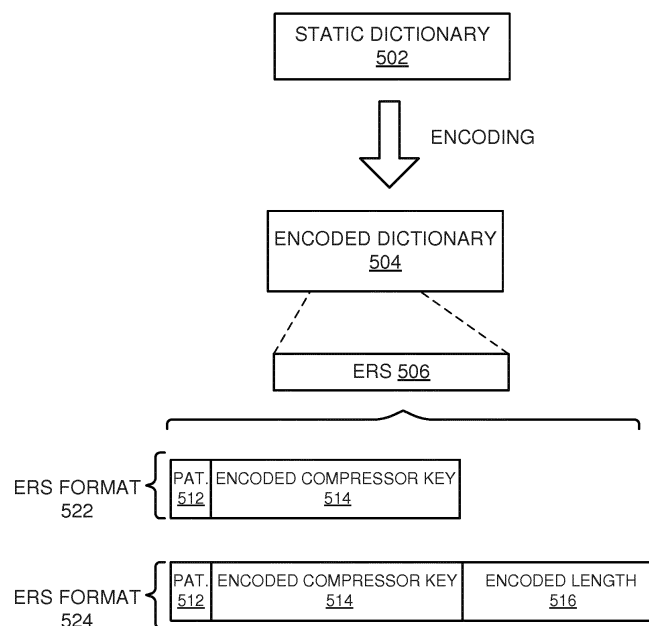 STATIC DICTIONARY
502
ENCODING
ENCODED DICTIONARY
504
ERS 506
ERS FORMAT
522
PAT.
512
ENCODED COMPRESSOR KEY
514
ERS FORMAT
524
PAT.
512
ENCODED COMPRESSOR KEY
514
ENCODED LENGTH
516